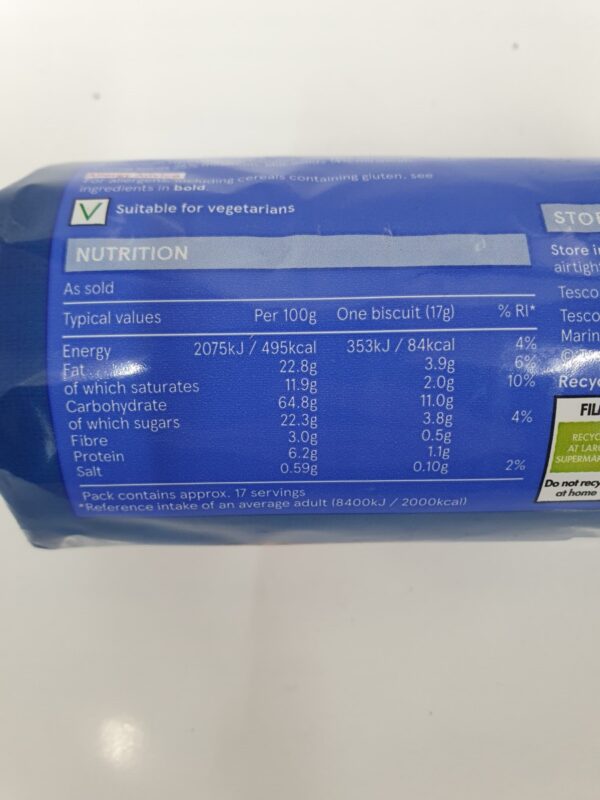 For allergens, including cereals containing gluten, see
ingredients in bold
Suitable for vegetarians
NUTRITION
As sold
Typical values Per 100g One biscuit (17g) % RI*
Energy 2075kJ / 495kcal 353kJ / 84kcal 4%
Fat 22.8g 3.9g 6%
of which saturates 11.9g 2.0g 10%
Carbohydrate 64.8g 11.0g
of which sugars 22.3g 3.8g 4%
Fibre 3.0g 0.5g
Protein 6.2g 1.1g
Salt 0.59g 0.10g 2%
Pack contains approx. 17 servings
*Reference intake of an average adult (8400kJ / 2000kcal)
STO
Store i
airtigh
Tesco
Tesco
Marin
©
Recyc
FIL
RECYC
AT LARG
SUPERMAR
Do not recy
at home